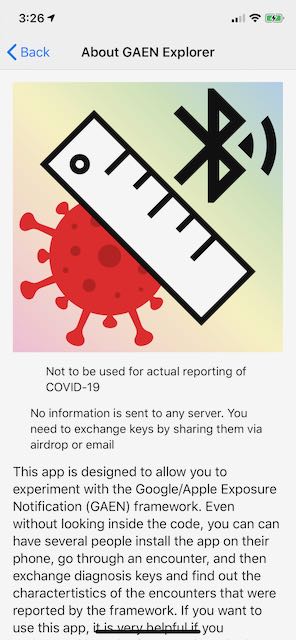 3:26
Back
About GAEN Explorer
Not to be used for actual reporting of
COVID-19
No information is sent to any server. You
need to exchange keys by sharing them via
airdrop or email
This app is designed to allow you to
experiment with the Google/Apple Exposure
Notification (GAEN) framework. Even
without looking inside the code, you can can
have several people install the app on their
phone, go through an encounter, and then
exchange diagnosis keys and find out the
charactertistics of the encounters that were
reported by the framework. If you want to
use this app, it is very helpful if you